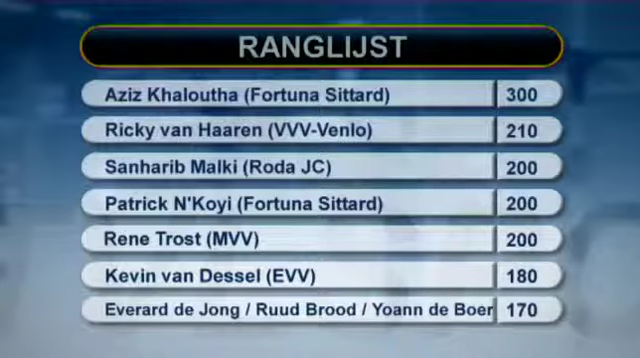 RANGLIJST
Aziz Khaloutha (Fortuna Sittard) 300
Ricky van Haaren (VVV-Venlo) 210
Sanharib Malki (Roda JC) 200
Patrick N'Koyi (Fortuna Sittard) 200
Rene Trost (MVV) 200
Kevin van Dessel (EVV) 180
Everard de Jong / Ruud Brood / Yoann de Boer 170